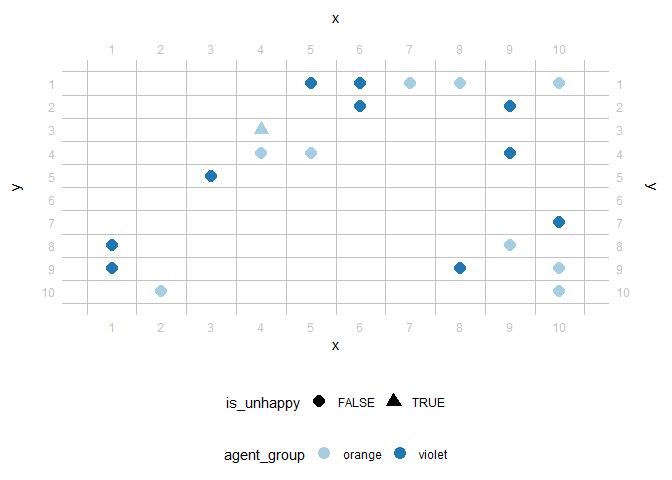 x
1 2 3 4 5 6 7 8 9 10
1 1
2 2
3 3
4 4
5 5
y 6 6 y
7 7
8 8
9 9
10 10
1 2 3 4 5 6 7 8 9 10
x
is_unhappy FALSE TRUE
agent_group orange violet